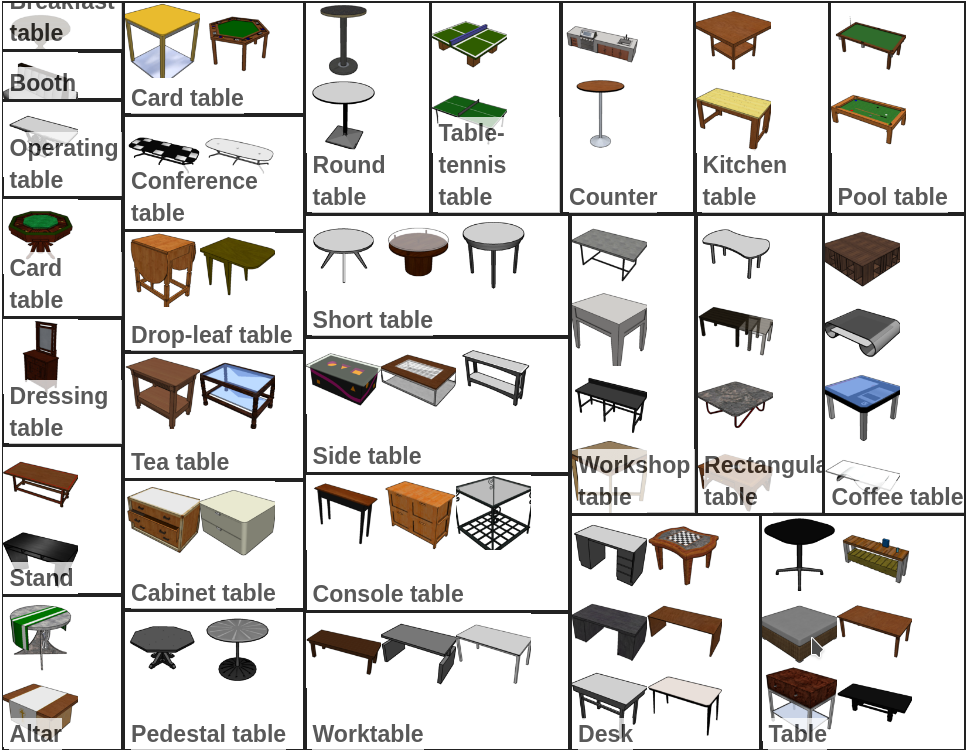 Breakfast
table
Booth
Operating
table
Card
table
Dressing
table
Stand
Altar
Card table
Conference
table
Drop-leaf table
Tea table
Cabinet table
Pedestal table
Round
table
Table-
tennis
table
Counter
Kitchen
table
Pool table
Short table
Side table
Console table
Worktable
Workshop
table
Rectangula
table
Coffee table
Desk
Table